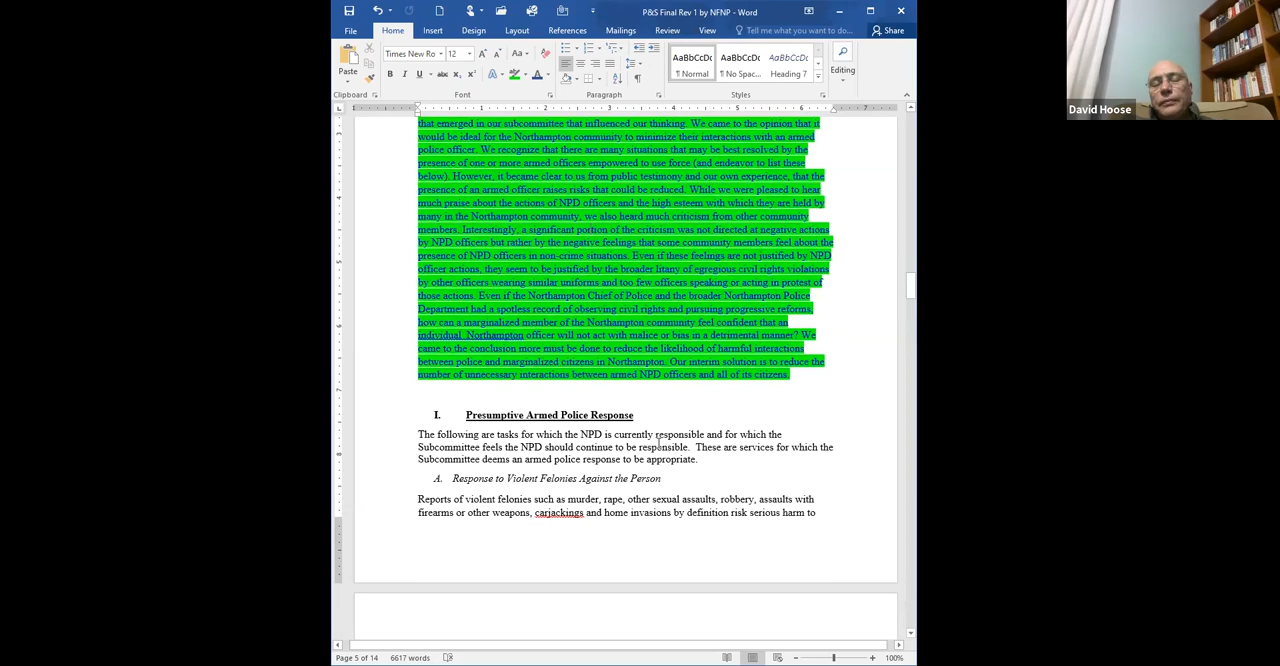 P&S Final Rev 1 by NFNP - Word
File Home Insert Design Layout References Mailings Review View Tell me what you want to do... Share
Times New Ro 12
Paste
Editing
AaBbCcDc AaBbCcDc AaBbCcDc
¶ Normal ¶ No Spac... Heading 7
Clipboard Font Paragraph Styles
David Hoose
that emerged in our subcommittee that influenced our thinking. We came to the opinion that it
would be ideal for the Northampton community to minimize their interactions with an armed
police officer. We recognize that there are many situations that may be best resolved by the
presence of one or more armed officers empowered to use force (and endeavor to list these
below). However, it became clear to us from public testimony and our own experience, that the
presence of an armed officer raises risks that could be reduced. While we were pleased to hear
much praise about the actions of NPD officers and the high esteem with which they are held by
many in the Northampton community, we also heard much criticism from other community
members. Interestingly, a significant portion of the criticism was not directed at negative actions
by NPD officers but rather by the negative feelings that some community members feel about the
presence of NPD officers in non-crime situations. Even if these feelings are not justified by NPD
officer actions, they seem to be justified by the broader litany of egregious civil rights violations
by other officers wearing similar uniforms and too few officers speaking or acting in protest of
those actions. Even if the Northampton Chief of Police and the broader Northampton Police
Department had a spotless record of observing civil rights and pursuing progressive reforms,
how can a marginalized member of the Northampton community feel confident that an
individual Northampton officer will not act with malice or bias in a detrimental manner? We
came to the conclusion more must be done to reduce the likelihood of harmful interactions
between police and marginalized citizens in Northampton. Our interim solution is to reduce the
number of unnecessary interactions between armed NPD officers and all of its citizens.
I. Presumptive Armed Police Response
The following are tasks for which the NPD is currently responsible and for which the
Subcommittee feels the NPD should continue to be responsible. These are services for which the
Subcommittee deems an armed police response to be appropriate.
A. Response to Violent Felonies Against the Person
Reports of violent felonies such as murder, rape, other sexual assaults, robbery, assaults with
firearms or other weapons, carjackings and home invasions by definition risk serious harm to
Page 5 of 14 6617 words 100%